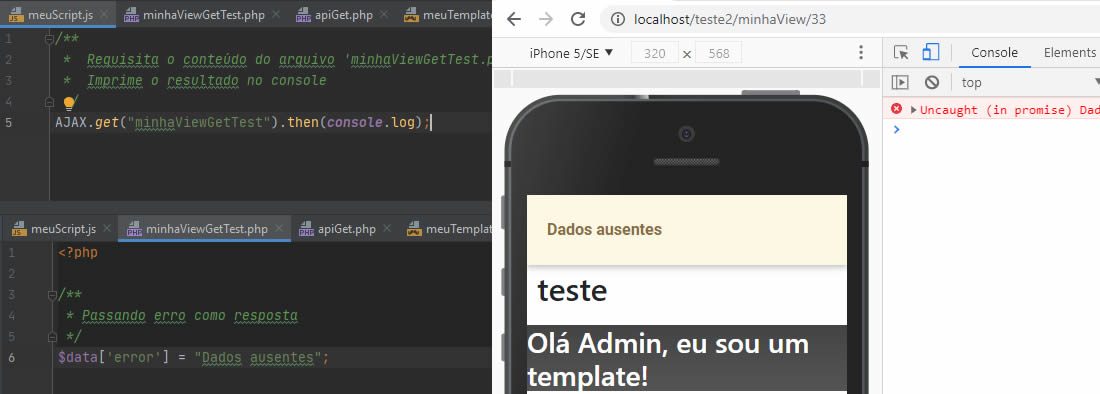 meuScript.js minhaViewGetTest.php apiGet.php meuTemplat
1 /**
2 * Requisita o conteúdo do arquivo 'minhaViewGetTest.p
3 * Imprime o resultado no console
4 /
5 AJAX.get("minhaViewGetTest").then(console.log);
meuScript.js minhaViewGetTest.php apiGet.php meuTempla
1 <?php
2
3 /**
4 * Passando erro como resposta
5 */
6 $data['error'] = "Dados ausentes";
localhost/teste2/minhaView/33
iPhone 5/SE ▼ 320 × 568
Dados ausentes
teste
Olá Admin, eu sou um
template!
Console Elements
top
Uncaught (in promise) Dad